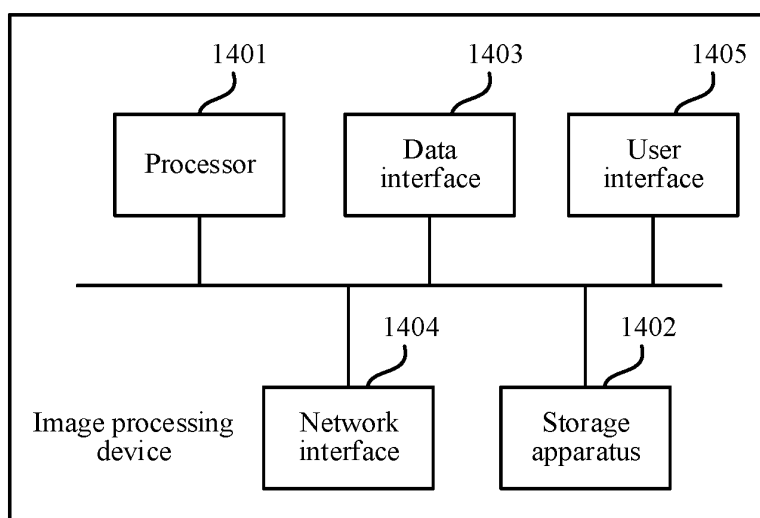 1401
1403
1405
Processor
Data
interface
User
interface
1404
1402
Image processing
device
Network
interface
Storage
apparatus